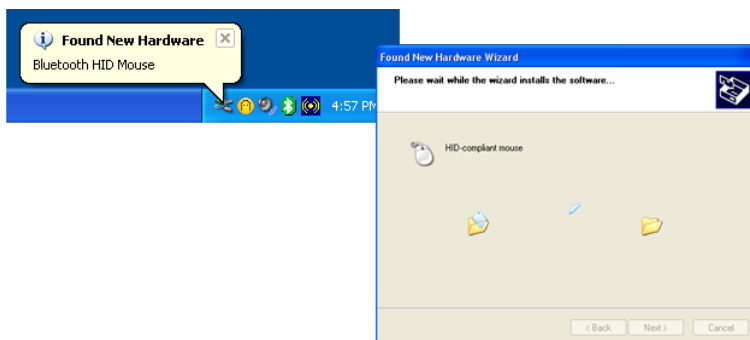 Found New Hardware
Bluetooth HID Mouse
4:57 PM
Found New Hardware Wizard
Please wait while the wizard installs the software...
HID-compliant mouse
< Back Next > Cancel